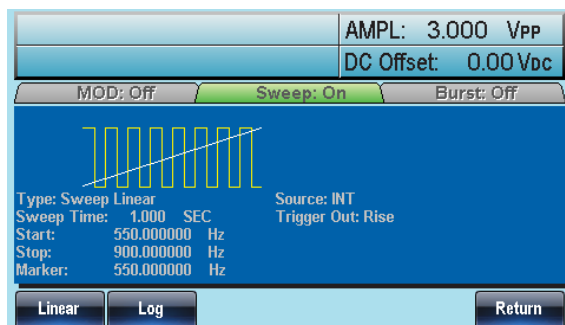 AMPL: 3.000 VPP
DC Offset: 0.00 VDC
MOD: Off Sweep: On Burst: Off
Type: Sweep Linear Source: INT
Sweep Time: 1.000 SEC Trigger Out: Rise
Start: 550.000000 Hz
Stop: 900.000000 Hz
Marker: 550.000000 Hz
Linear Log Return